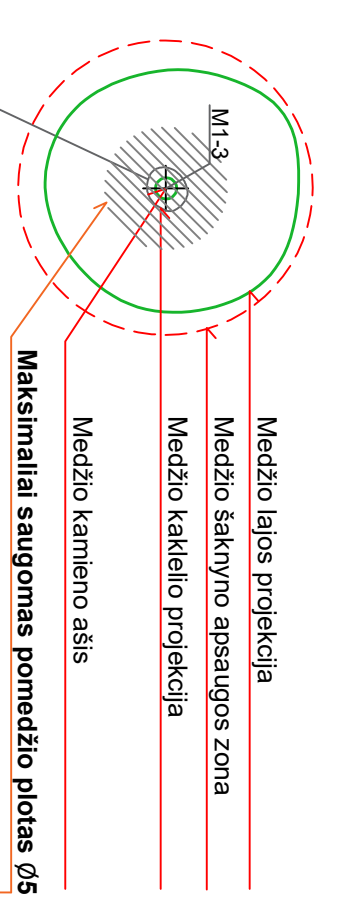 M1-3
Medžio lajos projekcija
Medžio šaknyno apsaugos zona
Medžio kaklelio projekcija
Medžio kamieno ašis
Maksimaliai saugomas pomedžio plotas Ø5